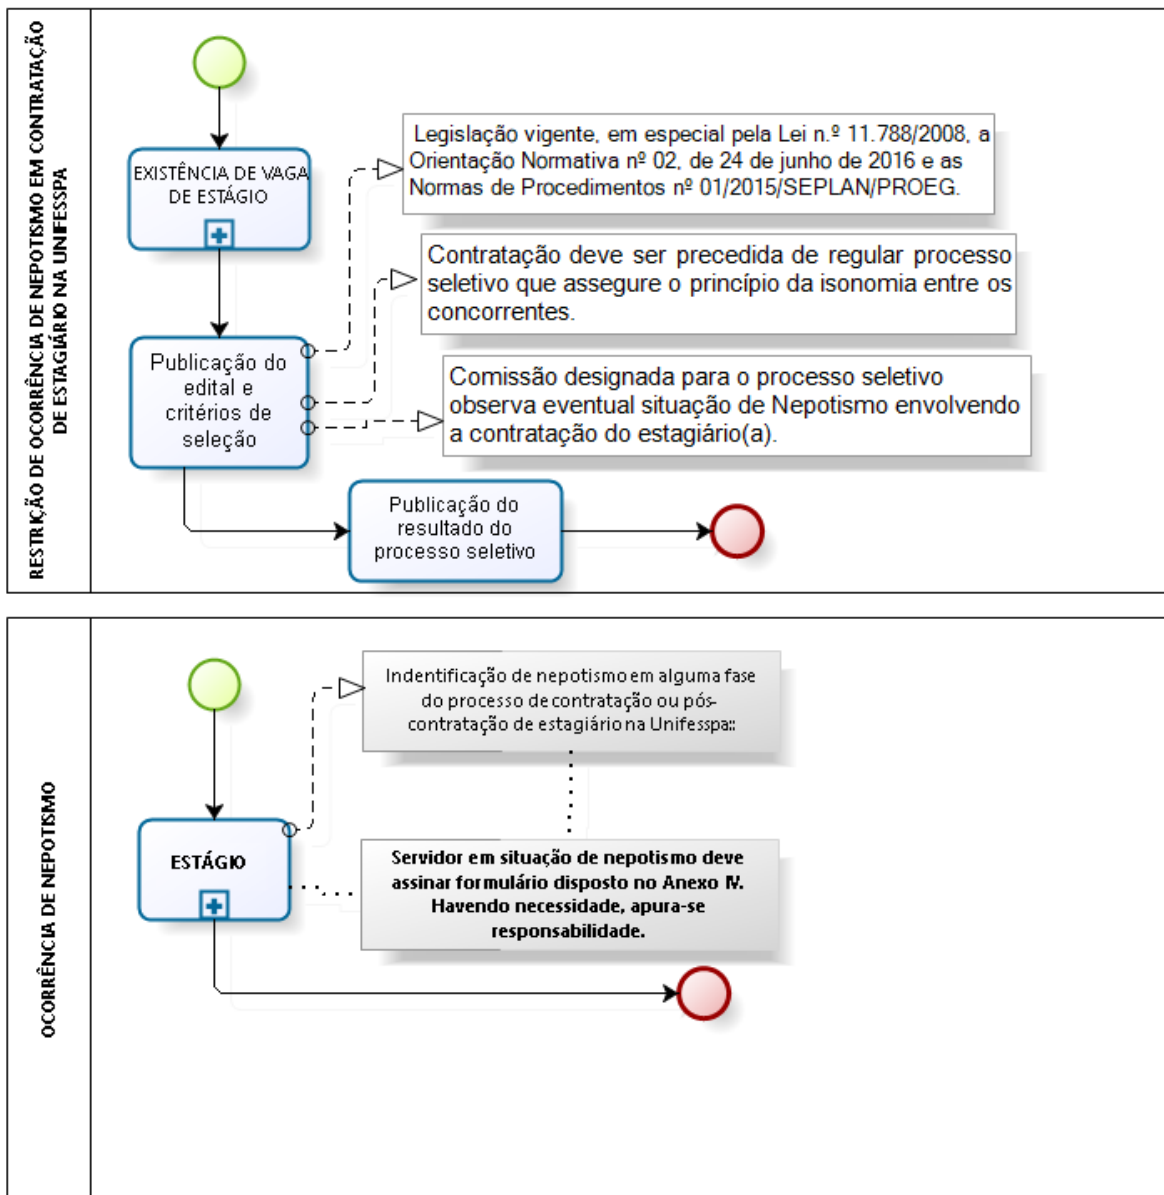 RESTRIÇÃO DE OCORRÊNCIA DE NEPOTISMO EM CONTRATAÇÃO
DE ESTAGIÁRIO NA UNIFESSPA
EXISTÊNCIA DE VAGA
DE ESTÁGIO
Legislação vigente, em especial pela Lei n.º 11.788/2008, a
Orientação Normativa nº 02, de 24 de junho de 2016 e as
Normas de Procedimentos nº 01/2015/SEPLAN/PROEG.
Contratação deve ser precedida de regular processo
seletivo que assegure o princípio da isonomia entre os
concorrentes.
Publicação do
edital e
critérios de
seleção
Comissão designada para o processo seletivo
observa eventual situação de Nepotismo envolvendo
a contratação do estagiário(a).
Publicação do
resultado do
processo seletivo
OCORRÊNCIA DE NEPOTISMO
Indentificação de nepotismo em alguma fase
do processo de contratação ou pós-
contratação de estagiário na Unifesspa::
ESTÁGIO
Servidor em situação de nepotismo deve
assinar formulário disposto no Anexo IV.
Havendo necessidade, apura-se
responsabilidade.